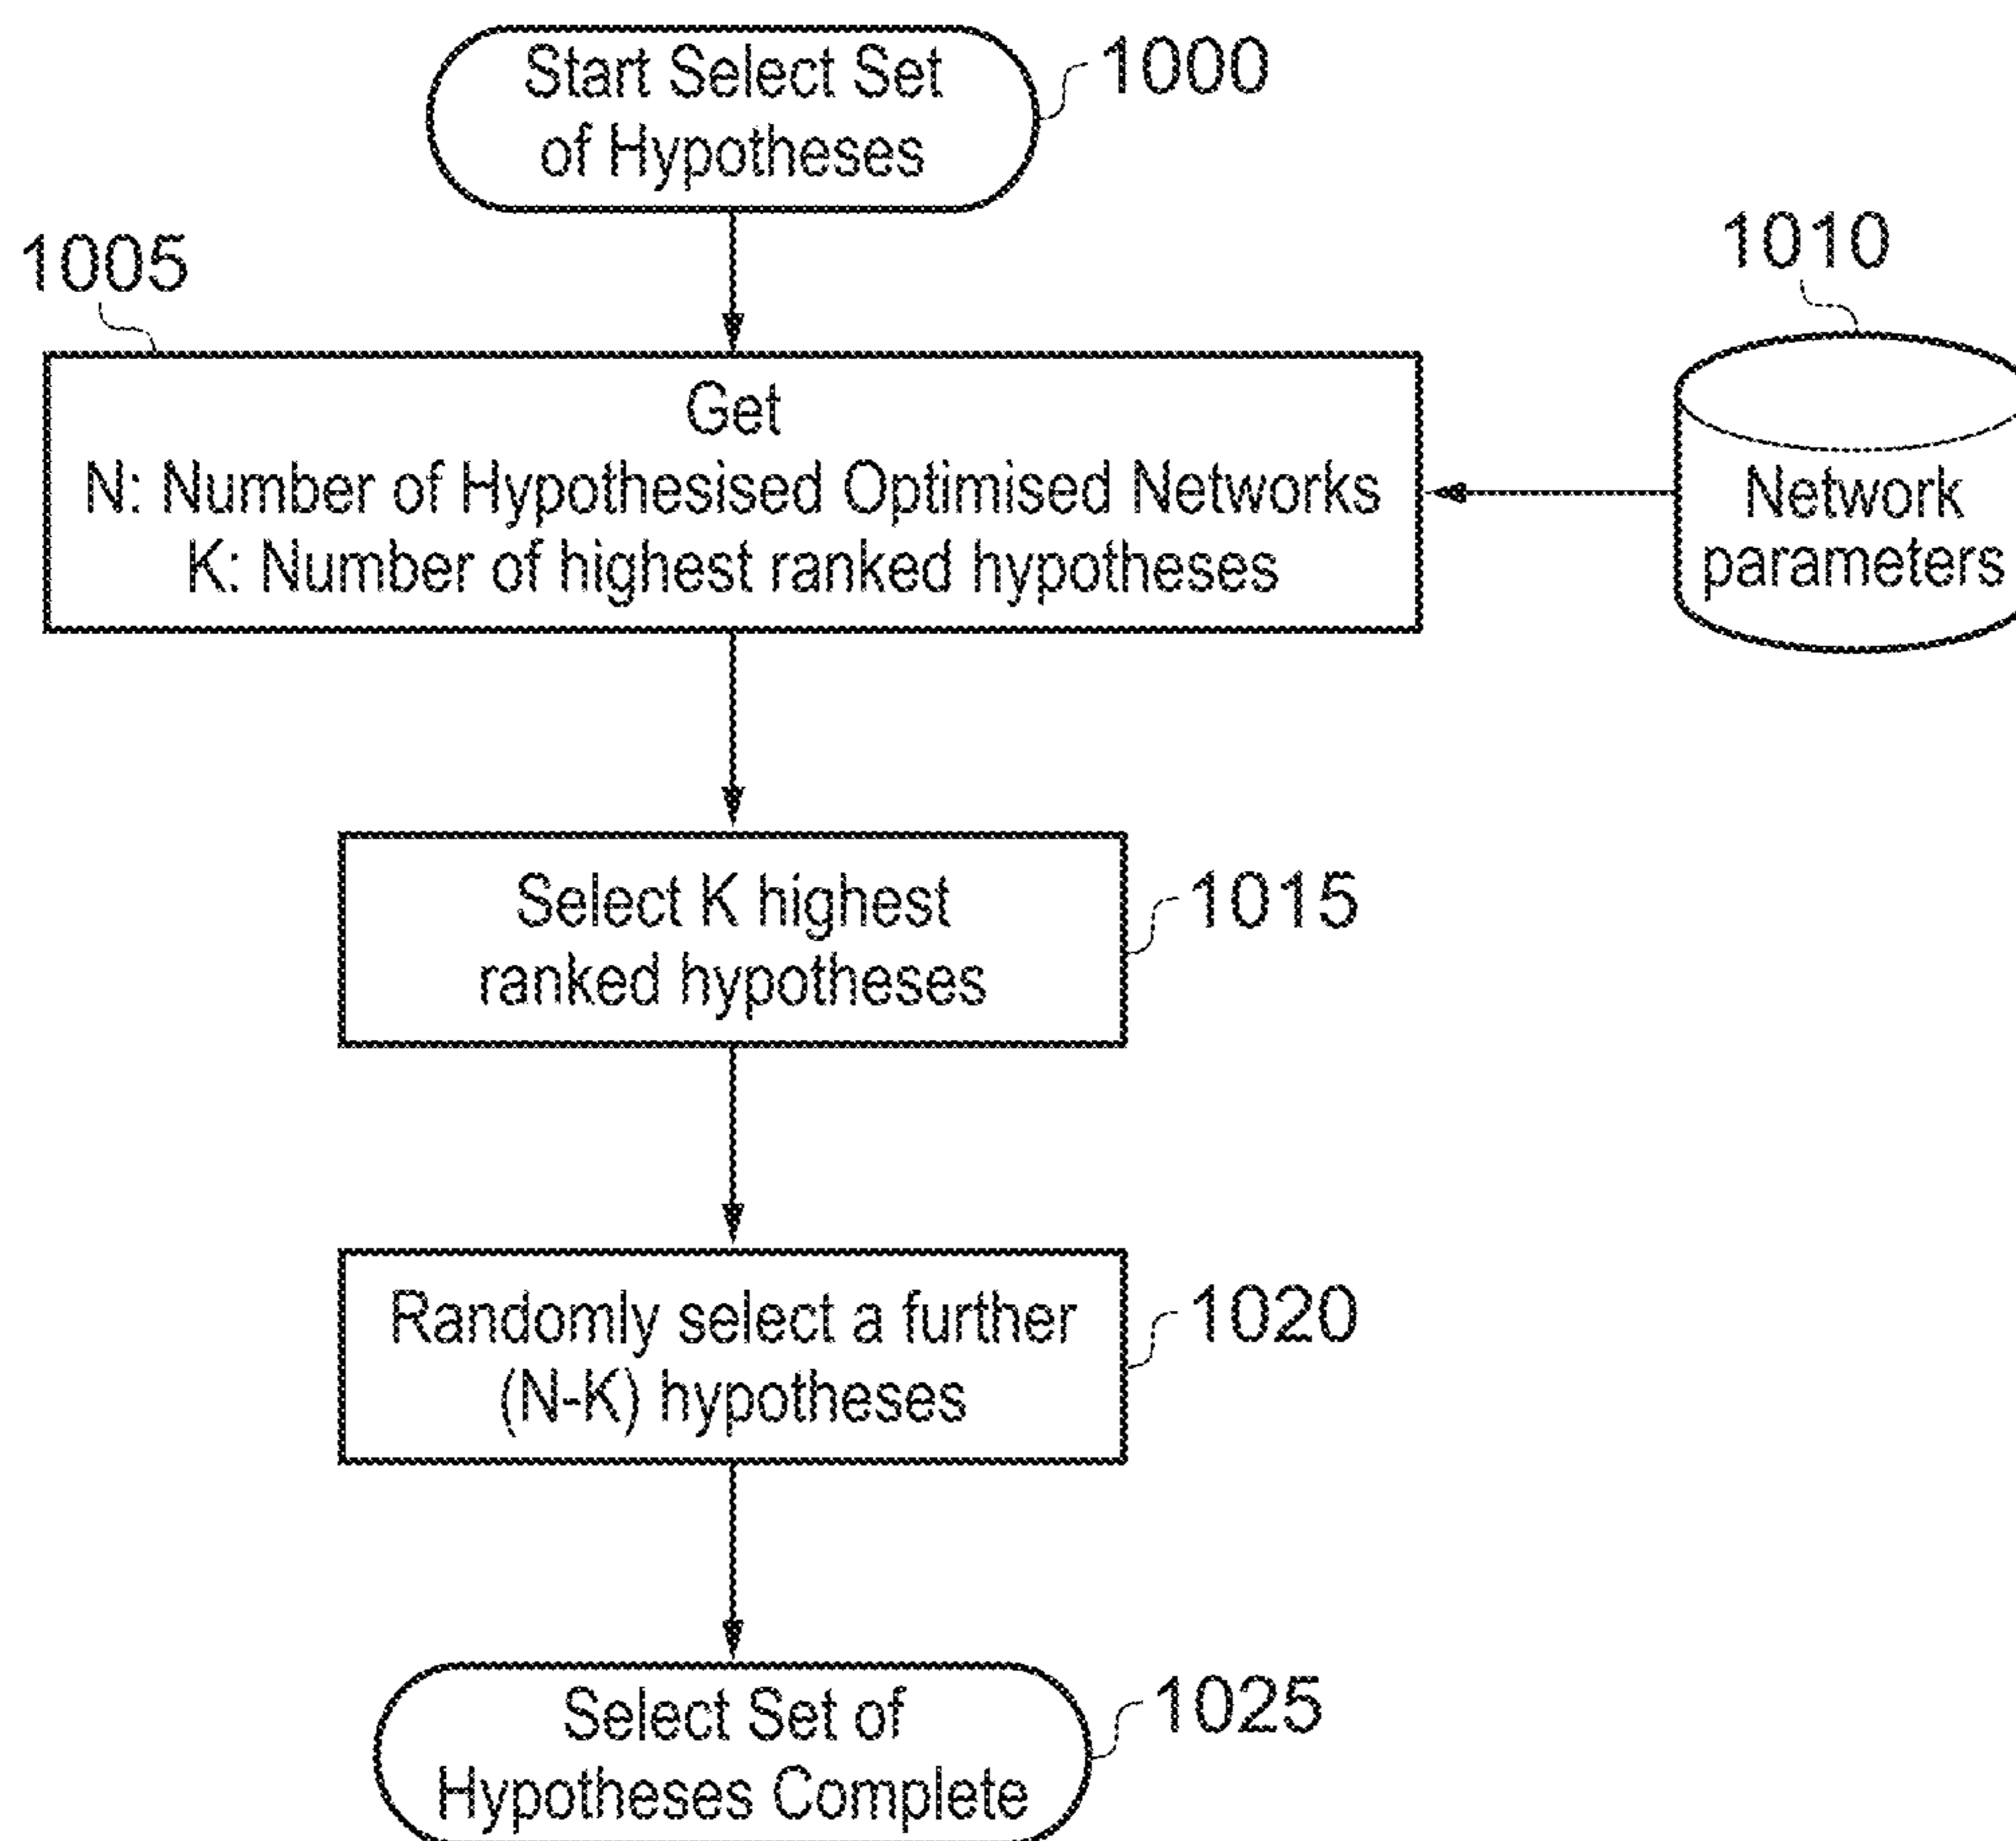 Start Select Set
of Hypotheses
1000
1005
1010
Get
N: Number of Hypothesised Optimised Networks
K: Number of highest ranked hypotheses
Network
parameters
Select K highest
ranked hypotheses
1015
Randomly select a further
(N-K) hypotheses
1020
Select Set of
Hypotheses Complete
1025